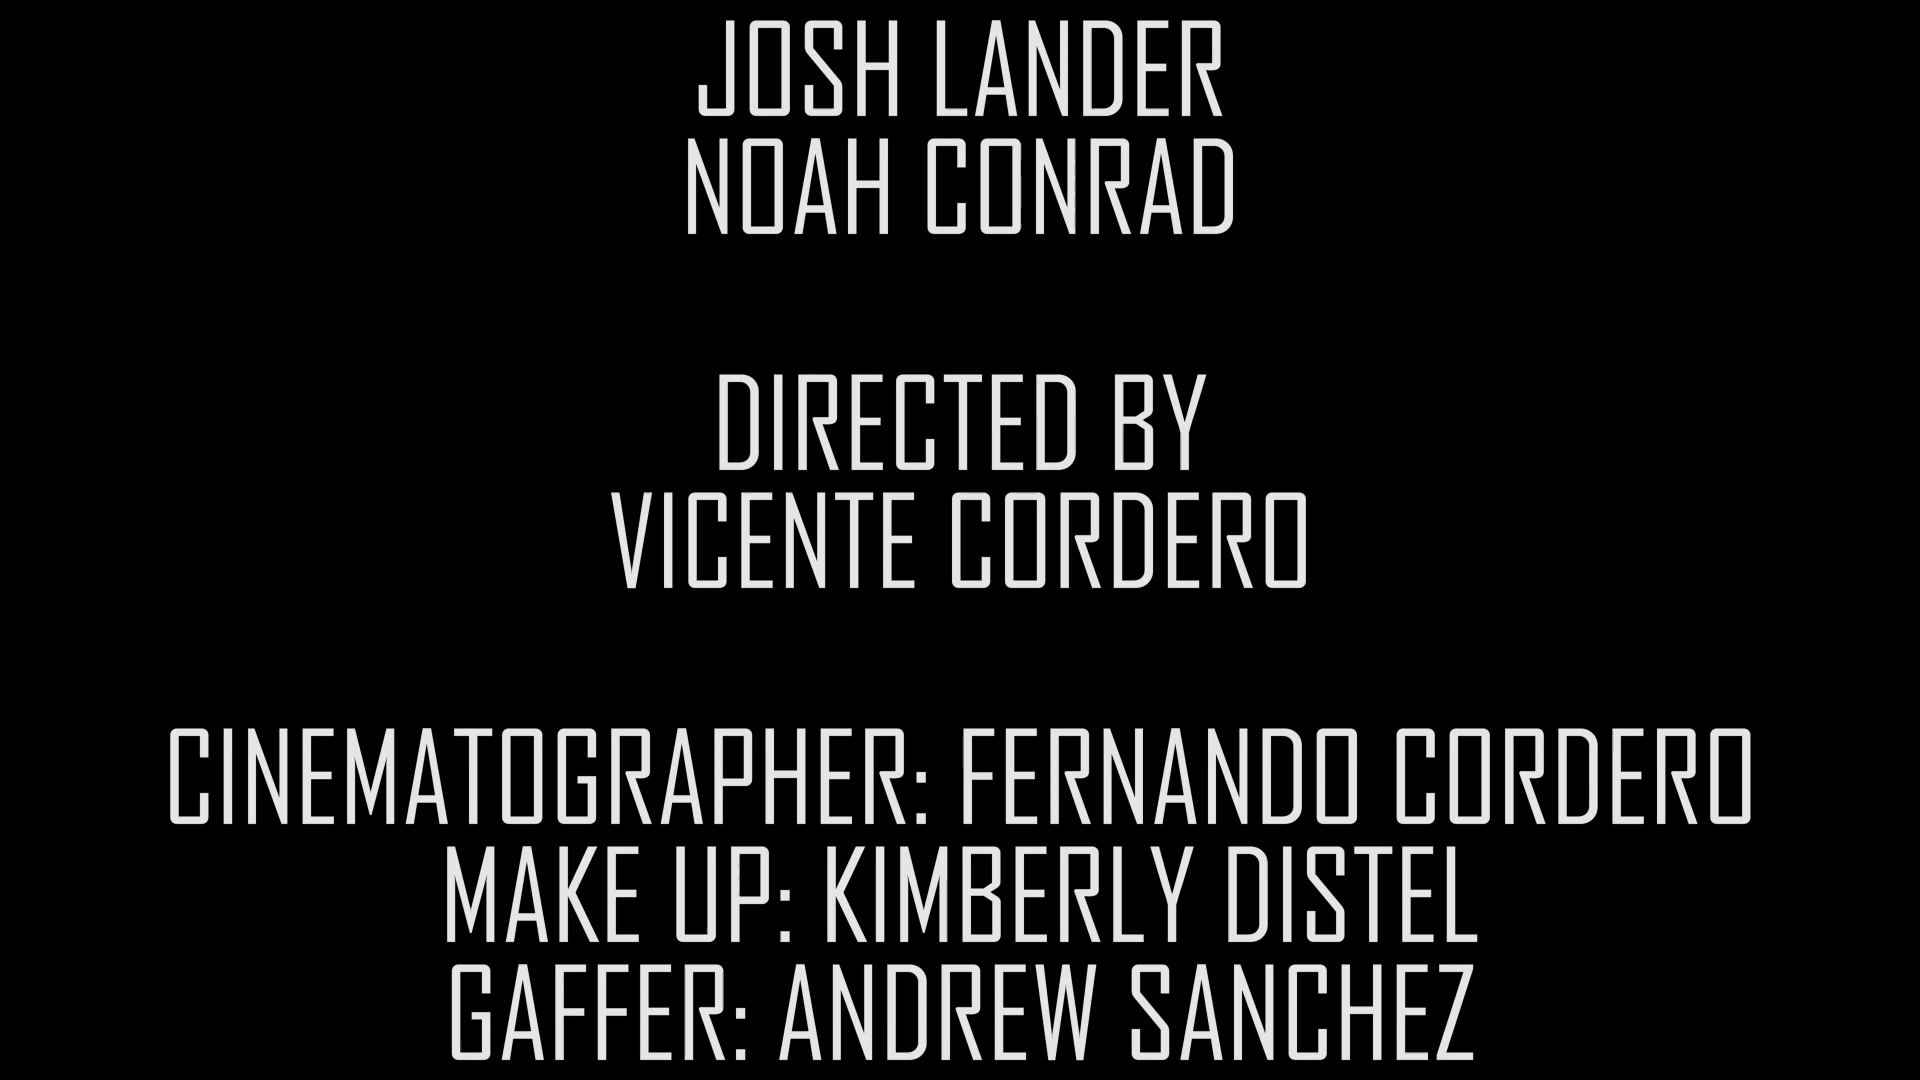 JOSH LANDER
NOAH CONRAD
DIRECTED BY
VICENTE CORDERO
CINEMATOGRAPHER: FERNANDO CORDERO
MAKE UP: KIMBERLY DISTEL
GAFFER: ANDREW SANCHEZ